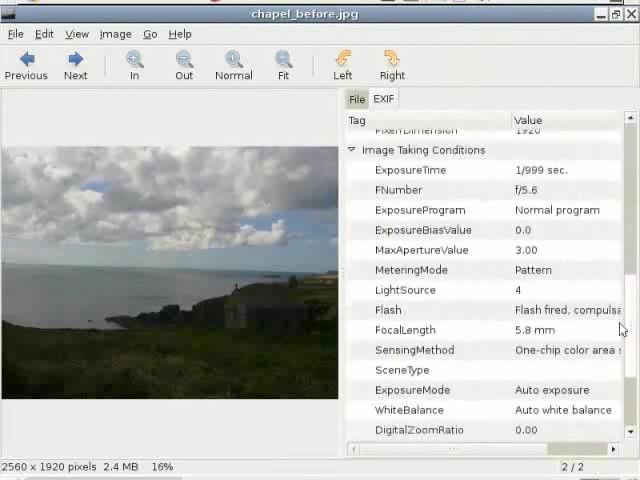 chapel_before.jpg
File Edit View Image Go Help
Previous Next In Out Normal Fit Left Right
File EXIF
Tag Value
PixelYDimension 1920
Image Taking Conditions
ExposureTime 1/999 sec.
FNumber f/5.6
ExposureProgram Normal program
ExposureBiasValue 0.0
MaxApertureValue 3.00
MeteringMode Pattern
LightSource 4
Flash Flash fired, compulsa
FocalLength 5.8 mm
SensingMethod One-chip color area s
SceneType
ExposureMode Auto exposure
WhiteBalance Auto white balance
DigitalZoomRatio 0.00
2560 x 1920 pixels 2.4 MB 16% 2 / 2